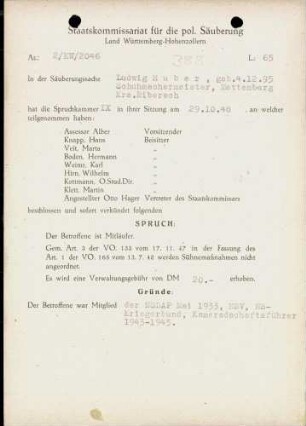 Staatskommissariat für die pol. Säuberung
Land Württemberg-Hohenzollern
Az.: 2/IX/2046
L: 65
In der Säuberungssache Ludwig Huber, geb.4.12.95
Schuhmachermeister, Mettenberg
Krs.Biberach
hat die Spruchkammer IX in ihrer Sitzung am 29.10.48 , an welcher
teilgenommen haben:
Assessor Alber Vorsitzender
Knapp, Hans Beisitzer
Veit, Marta "
Boden, Hermann "
Weiner, Karl "
Hirn, Wilhelm "
Kottmann, O.Stud.Dir. "
Klett, Martin "
Angestellter Otto Hager Vertreter des Staatskommissars
beschlossen und sofort verkündet folgenden
SPRUCH:
Der Betroffene ist Mitläufer.
Gem. Art. 2 der VO. 133 vom 17. 11. 47 in der Fassung des
Art. 1 der VO. 165 vom 13. 7. 48 werden Sühnemaßnahmen nicht
angeordnet.
Es wird eine Verwaltungsgebühr von DM 20.- erhoben.
Gründe:
Der Betroffene war Mitglied der NSDAP Mai 1933, NSV,
Kriegerbund, Kameradschaftsführer
1943-1945.